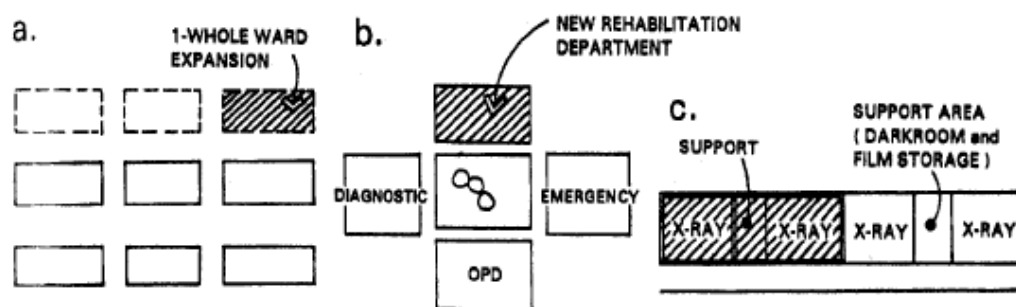 a.
1-WHOLE WARD
EXPANSION
b.
NEW REHABILITATION
DEPARTMENT
DIAGNOSTIC
EMERGENCY
OPD
c.
SUPPORT
SUPPORT AREA
( DARKROOM and
FILM STORAGE )
X-RAY
X-RAY
X-RAY
X-RAY